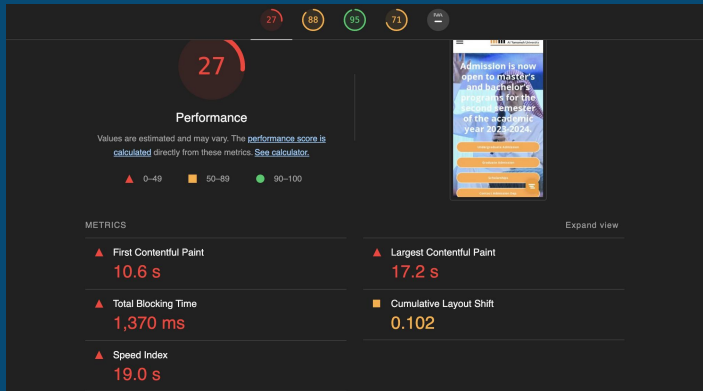 27
88
95
71
PWA
—
27
Performance
Values are estimated and may vary. The performance score is
calculated directly from these metrics. See calculator.
0–49
50–89
90–100
Admission is now
open to master's
and bachelor's
programs for the
second semester
of the academic
year 2023-2024.
METRICS
Expand view
First Contentful Paint
10.6 s
Largest Contentful Paint
17.2 s
Total Blocking Time
1,370 ms
Cumulative Layout Shift
0.102
Speed Index
19.0 s